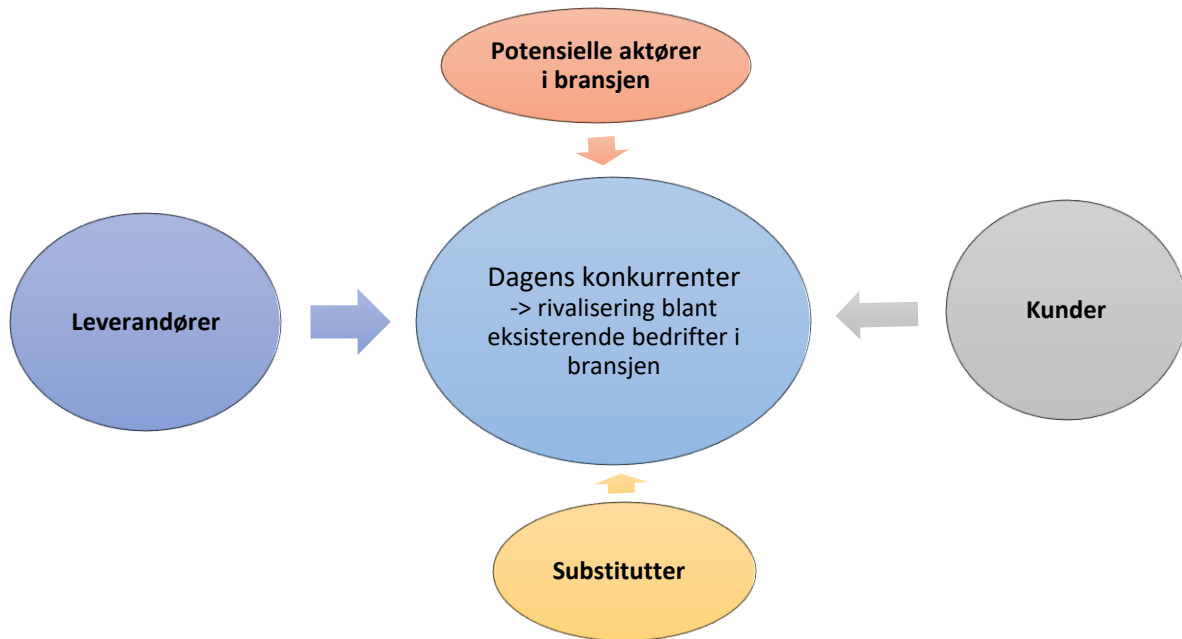 Potensielle aktører
i bransjen
Leverandører
Dagens konkurrenter
-> rivalisering blant
eksisterende bedrifter i
bransjen
Kunder
Substitutter